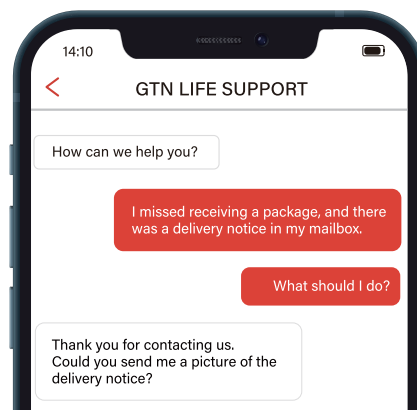 14:10
GTN LIFE SUPPORT
How can we help you?
I missed receiving a package, and there
was a delivery notice in my mailbox.
What should I do?
Thank you for contacting us.
Could you send me a picture of the
delivery notice?